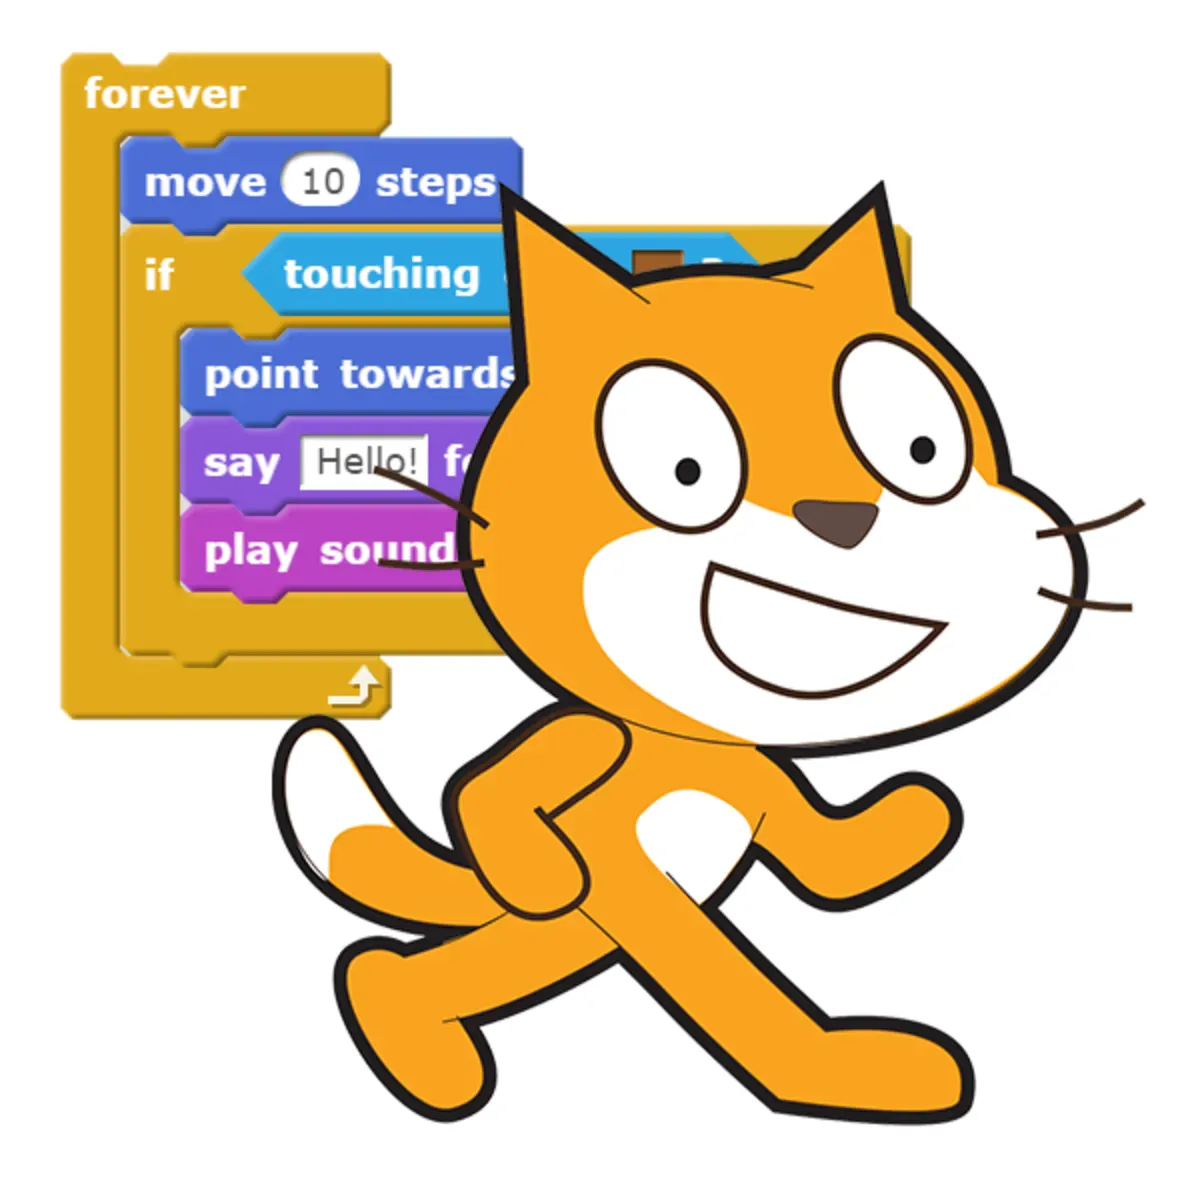 forever
move 10 steps
if touching
point towards
say Hello!
play sound